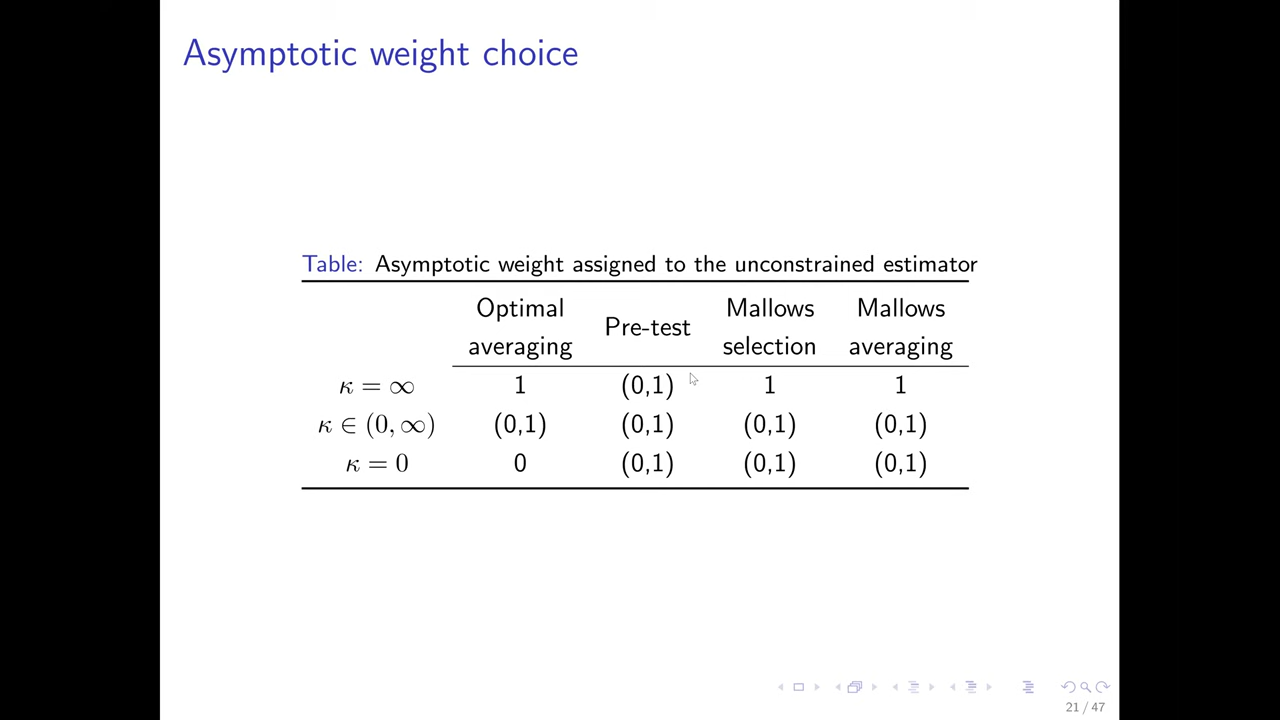 Asymptotic weight choice
Table: Asymptotic weight assigned to the unconstrained estimator
Optimal averaging Pre-test Mallows selection Mallows averaging
κ = ∞ 1 (0,1) 1 1
κ ∈ (0, ∞) (0,1) (0,1) (0,1) (0,1)
κ = 0 0 (0,1) (0,1) (0,1)
21 / 47